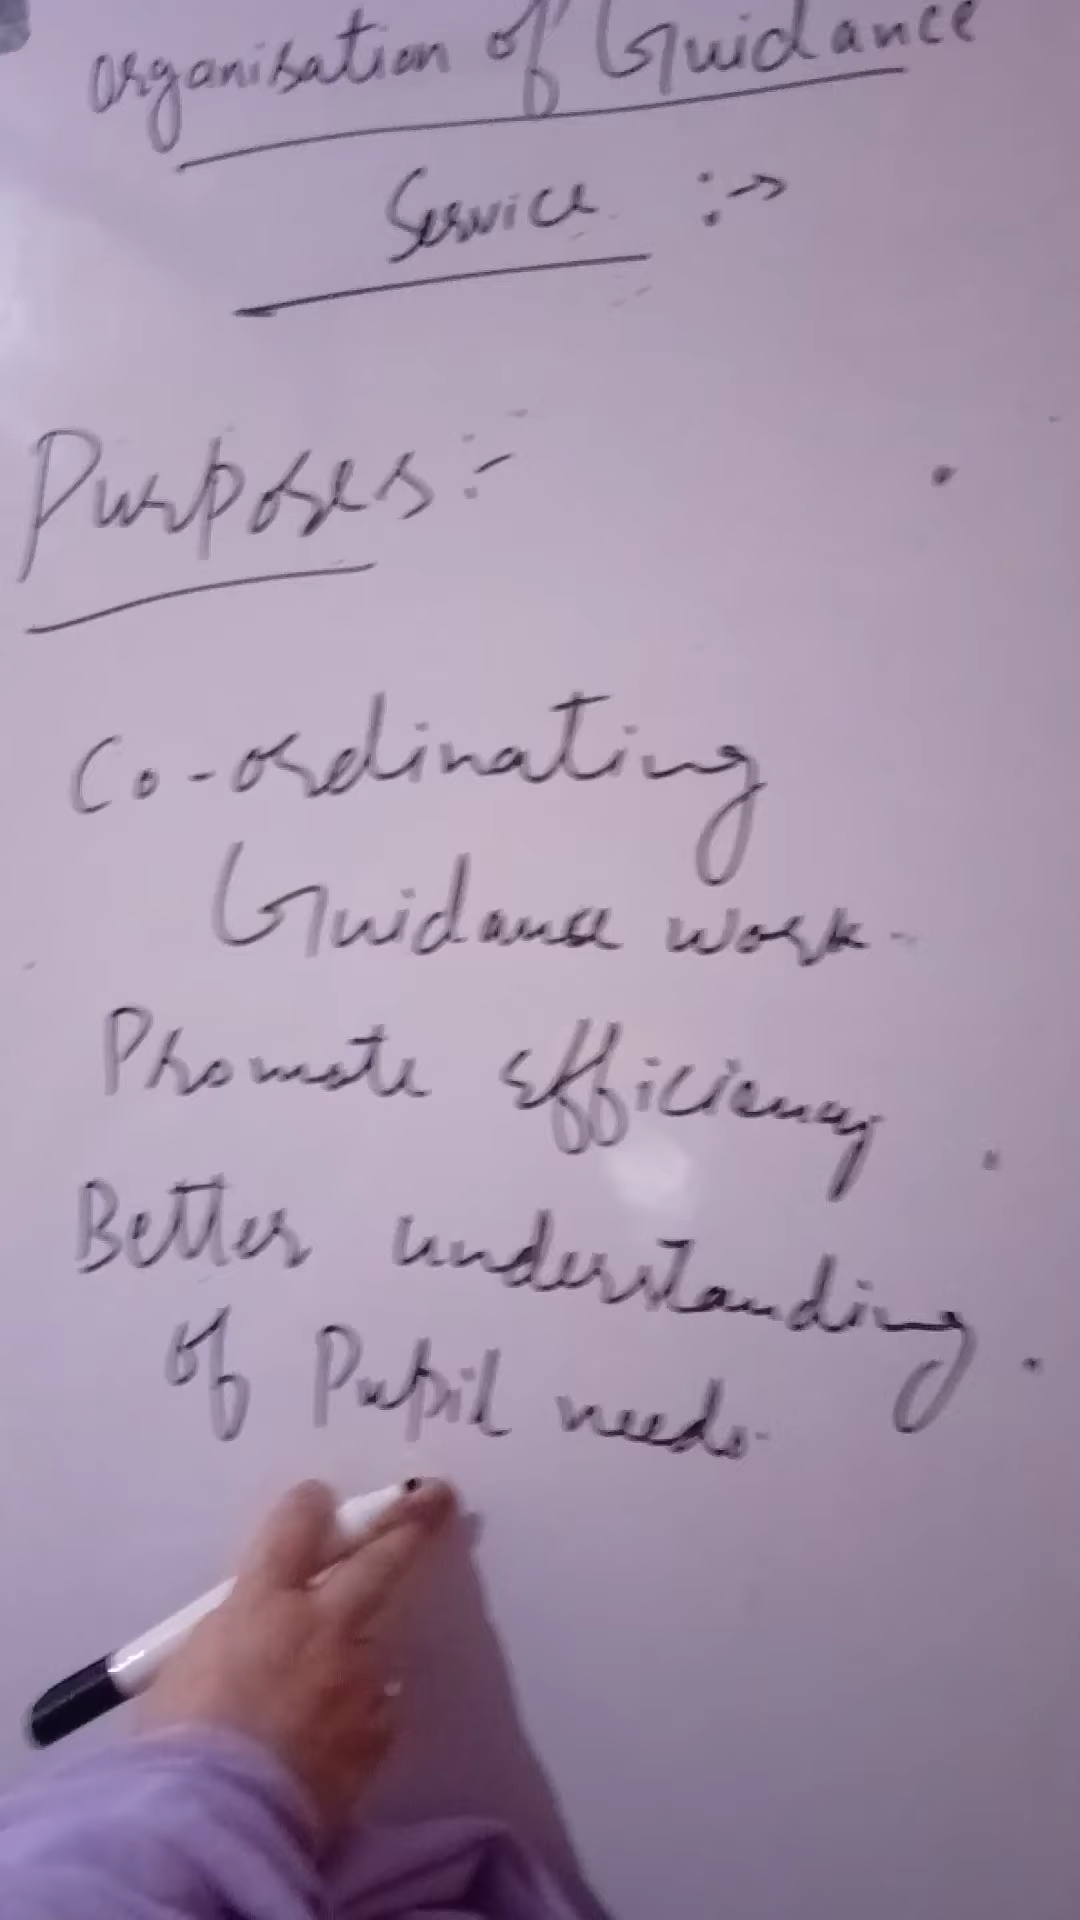 Organisation of Guidance
Service :→
Purposes :-
Co-ordinating
Guidance work.
Promote efficiency.
Better understanding
of Pupil needs.